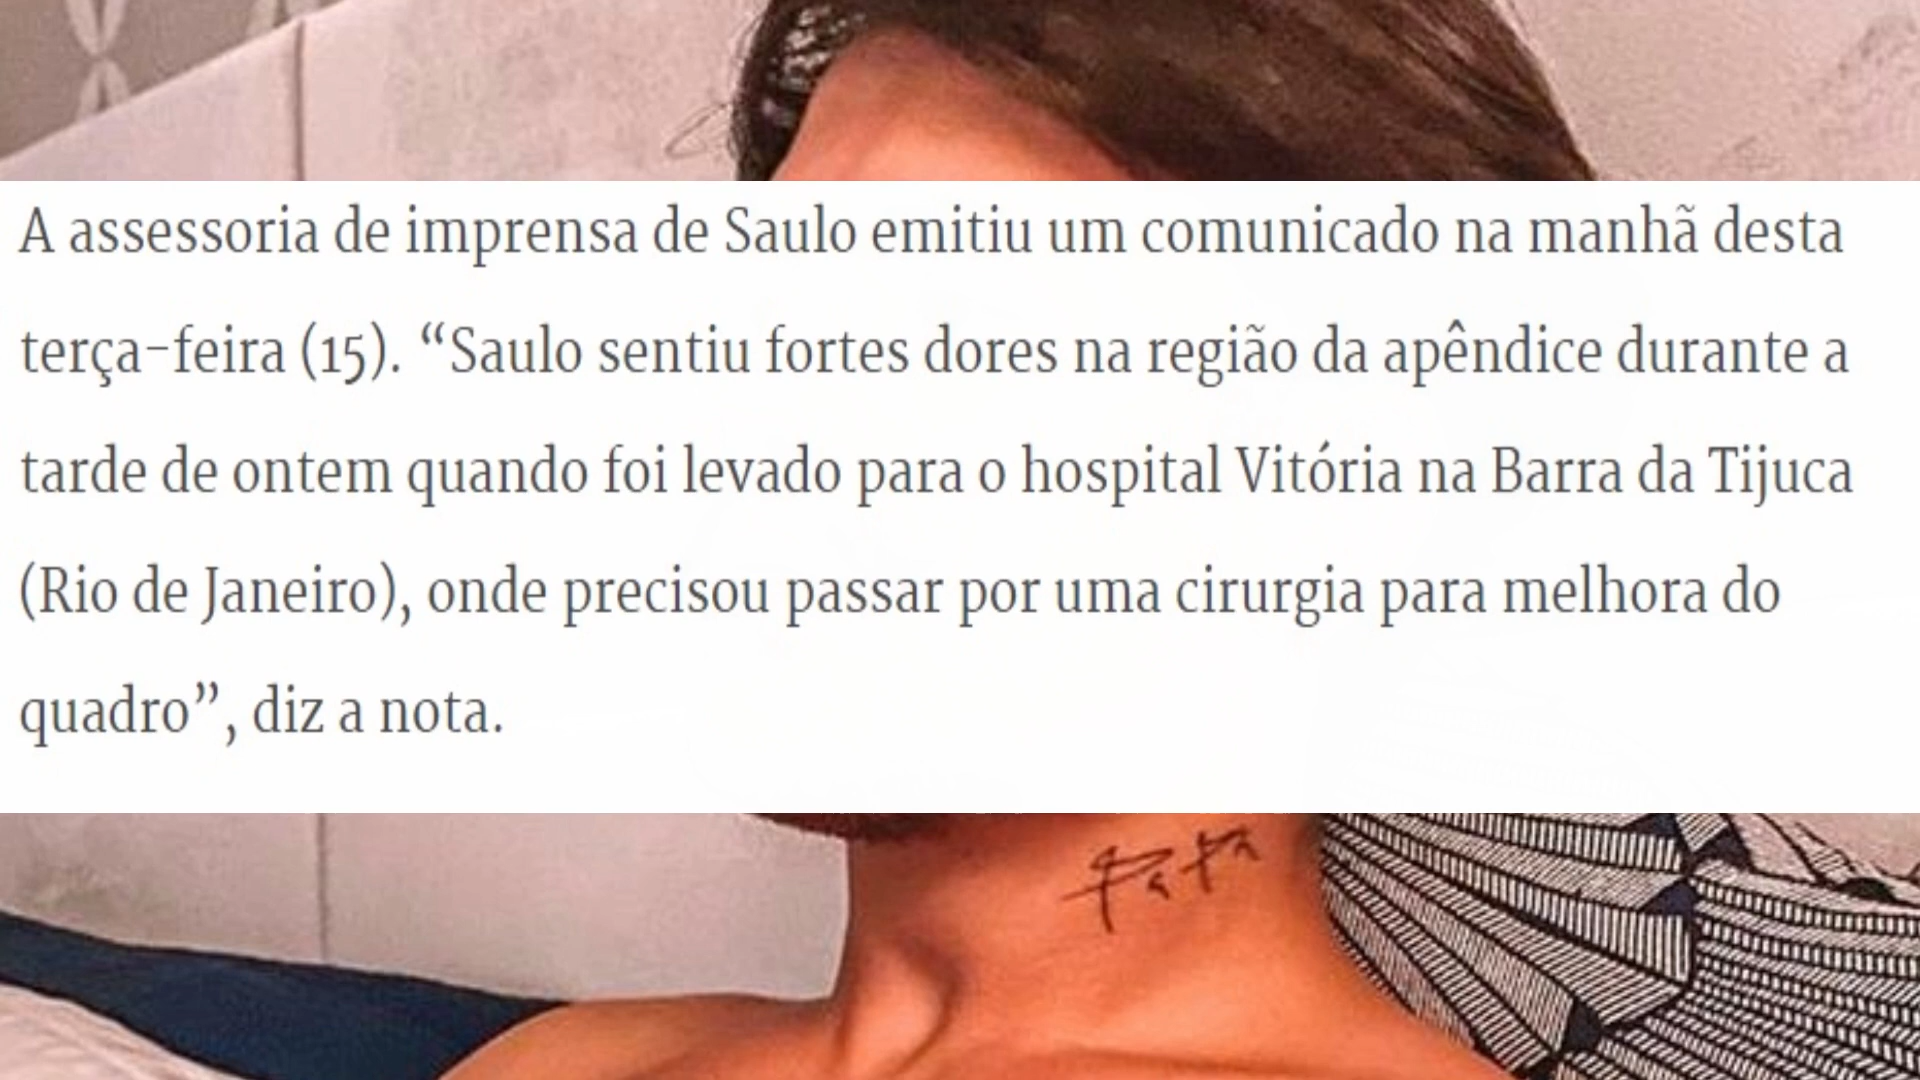 A assessoria de imprensa de Saulo emitiu um comunicado na manhã desta
terça-feira (15). “Saulo sentiu fortes dores na região da apêndice durante a
tarde de ontem quando foi levado para o hospital Vitória na Barra da Tijuca
(Rio de Janeiro), onde precisou passar por uma cirurgia para melhora do
quadro”, diz a nota.